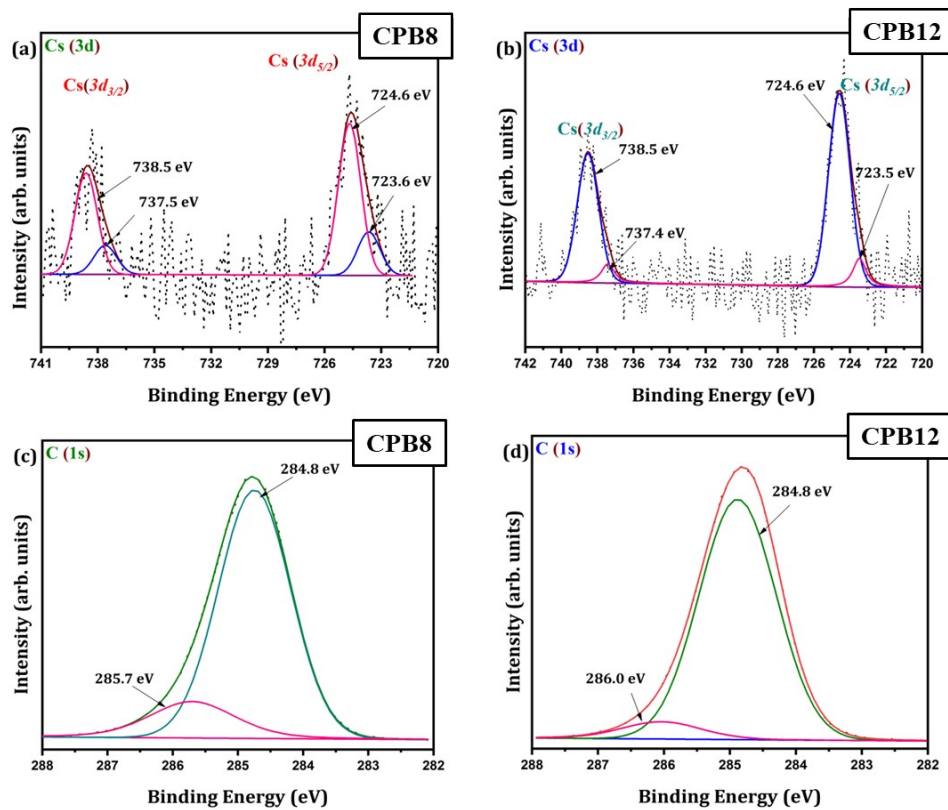 (a)
CPB8
Cs (3d)
Cs (3d5/2)
Cs(3d3/2)
724.6 eV
738.5 eV
723.6 eV
737.5 eV
Intensity (arb. units)
741 738 735 732 729 726 723 720
Binding Energy (eV)
(b)
CPB12
Cs (3d)
724.6 eV
Cs (3d5/2)
Cs(3d3/2)
738.5 eV
723.5 eV
737.4 eV
Intensity (arb. units)
742 740 738 736 734 732 730 728 726 724 722 720
Binding Energy (eV)
(c)
C (1s)
CPB8
284.8 eV
285.7 eV
Intensity (arb. units)
288 287 286 285 284 283 282
Binding Energy (eV)
(d)
C (1s)
CPB12
284.8 eV
286.0 eV
Intensity (arb. units)
288 287 286 285 284 283 282
Binding Energy (eV)